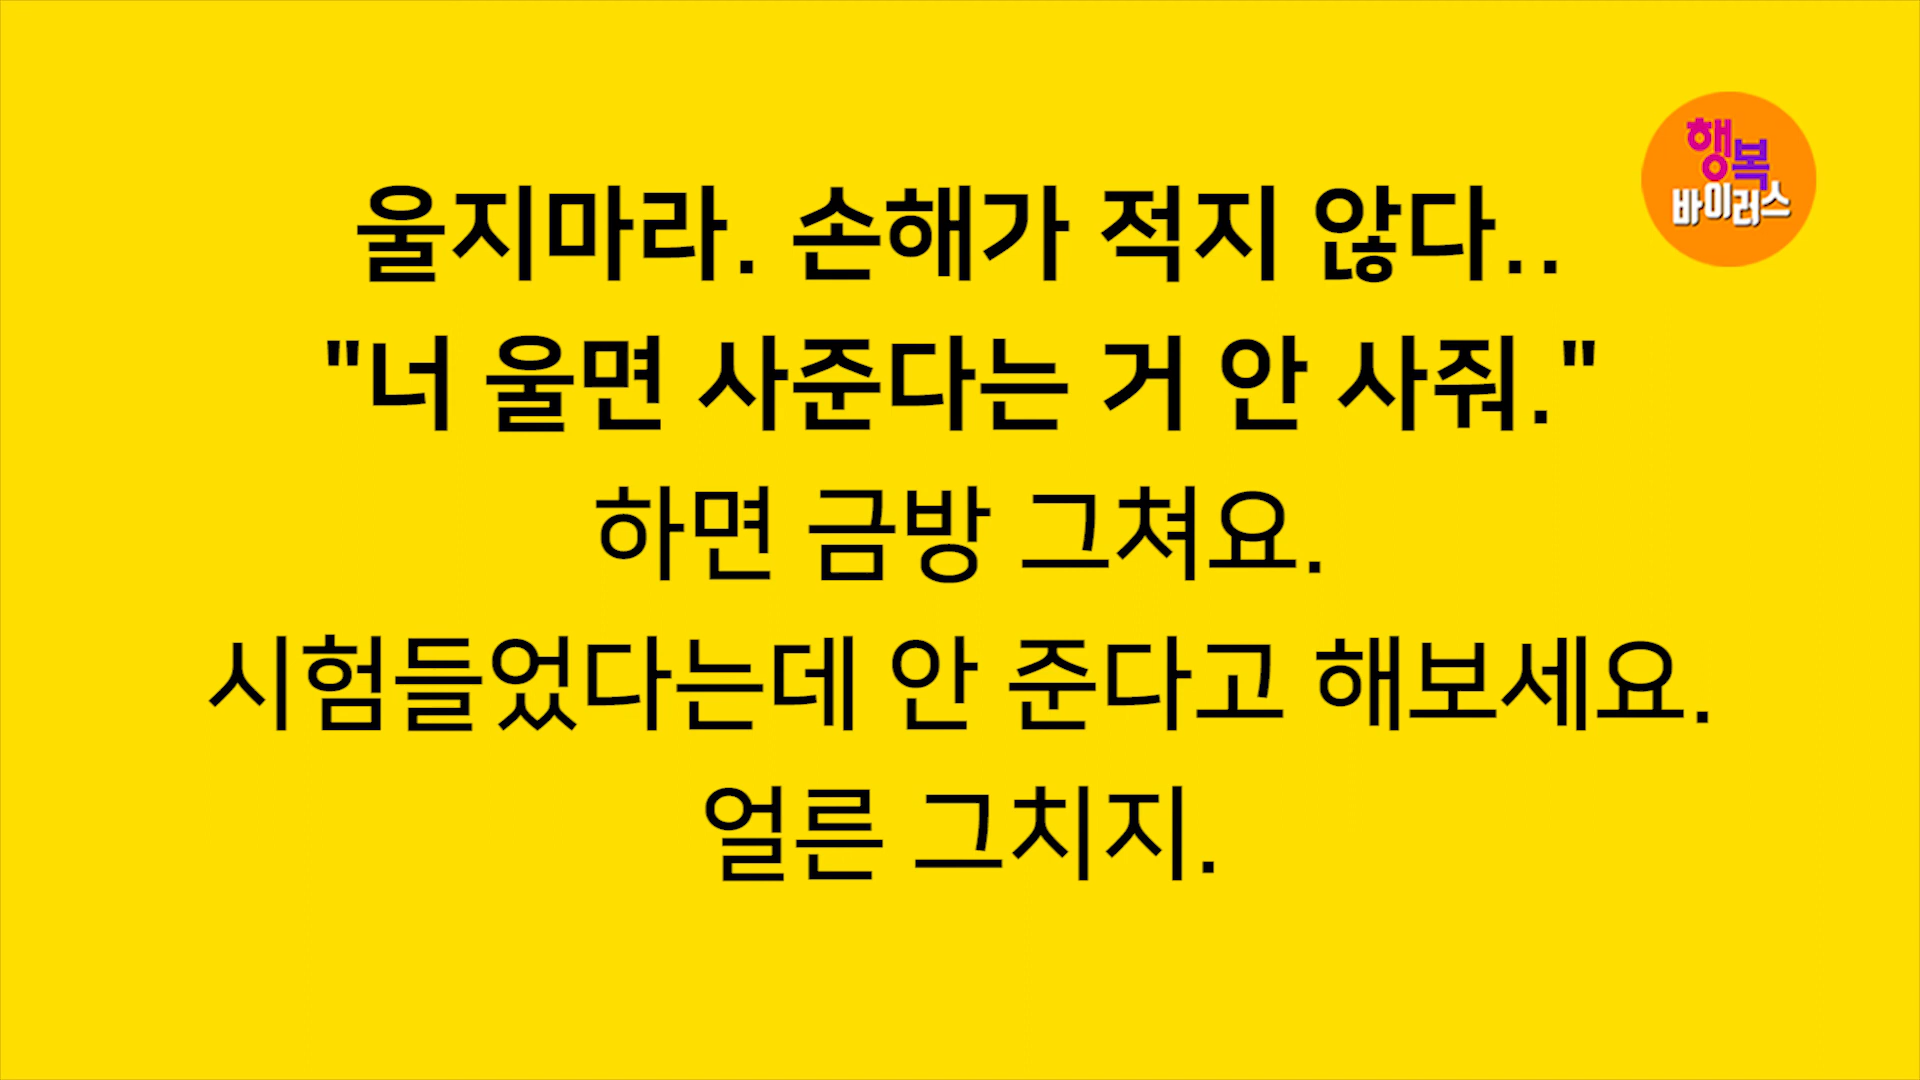 행복
바이러스
울지마라. 손해가 적지 않다..
"너 울면 사준다는 거 안 사줘."
하면 금방 그쳐요.
시험들었다는데 안 준다고 해보세요.
얼른 그치지.